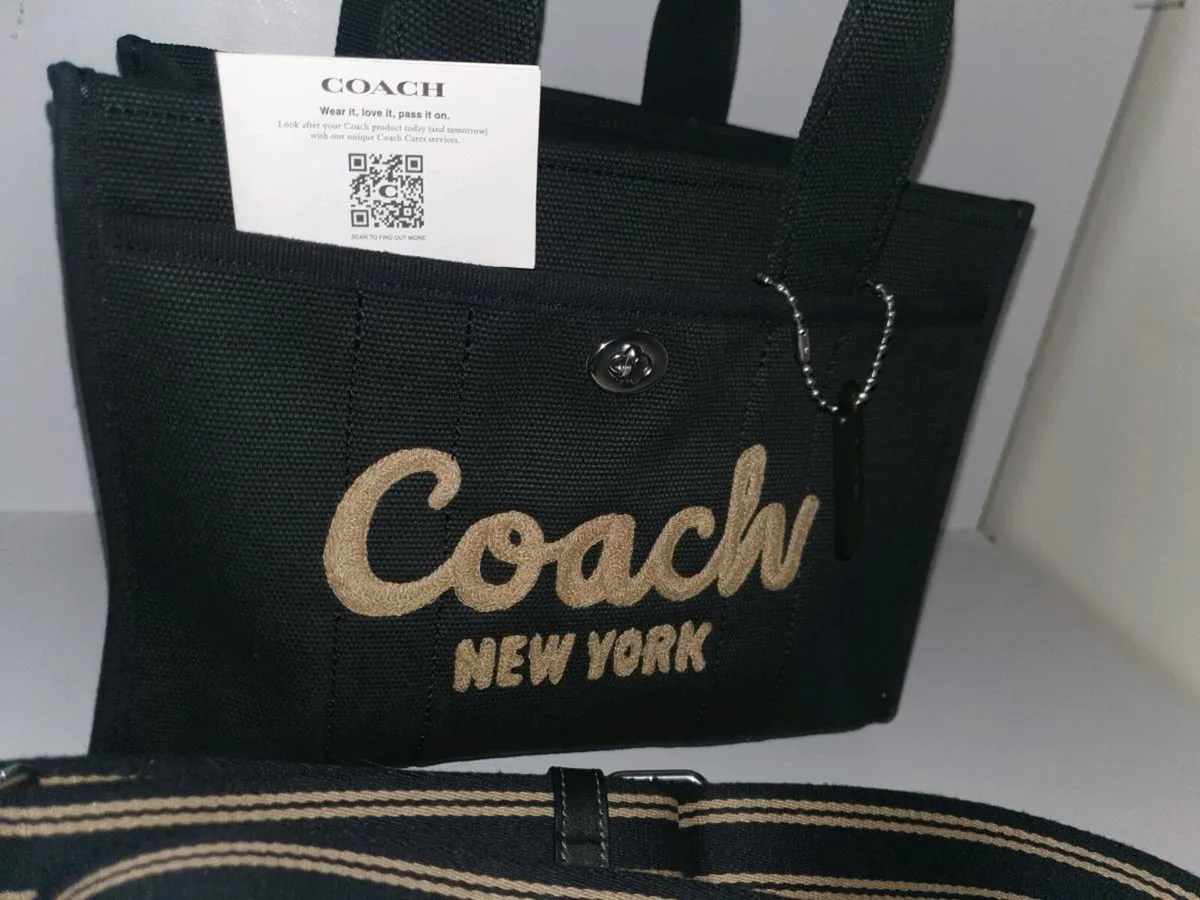 COACH
Wear it, love it, pass it on.
Look after your Coach product today (and tomorrow)
with our unique Coach Cares services.
C
SCAN TO FIND OUT MORE
Coach
NEW YORK